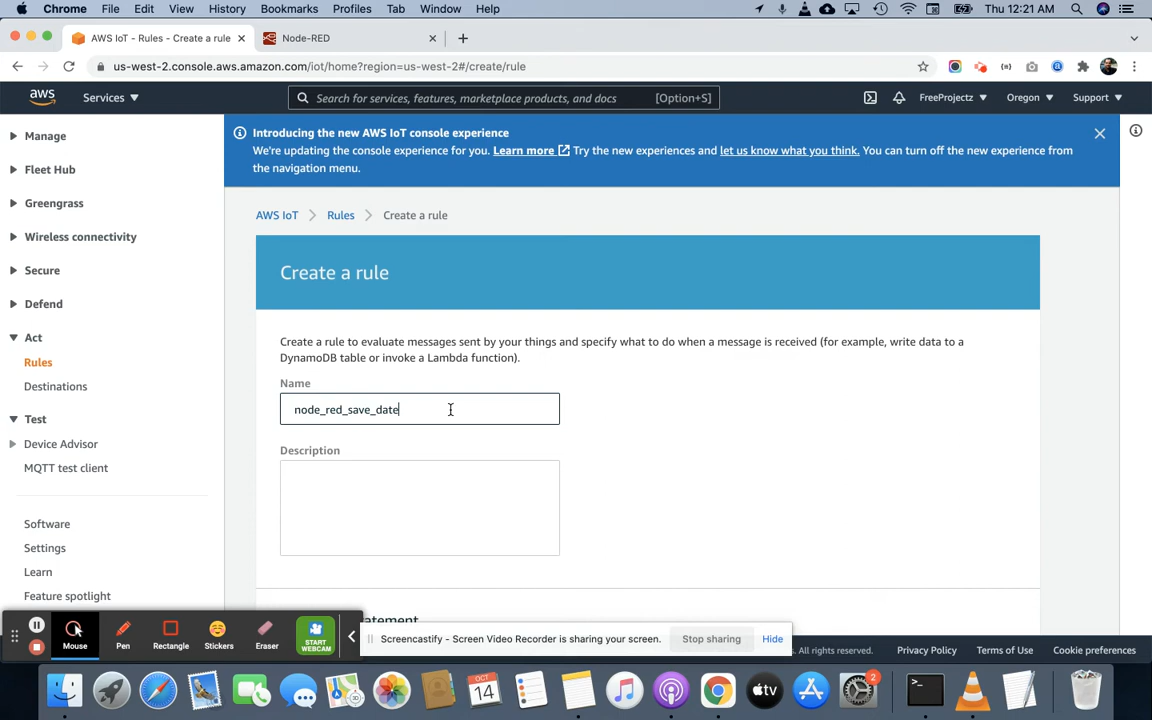 Chrome File Edit View History Bookmarks Profiles Tab Window Help Thu 12:21 AM
AWS IoT - Rules - Create a rule Node-RED
us-west-2.console.aws.amazon.com/iot/home?region=us-west-2#/create/rule
aws Services Search for services, features, marketplace products, and docs [Option+S] FreeProjectz Oregon Support
Manage
Fleet Hub
Greengrass
Wireless connectivity
Secure
Defend
Act
Rules
Destinations
Test
Device Advisor
MQTT test client
Software
Settings
Learn
Feature spotlight
Introducing the new AWS IoT console experience
We're updating the console experience for you. Learn more Try the new experiences and let us know what you think. You can turn off the new experience from
the navigation menu.
AWS IoT > Rules > Create a rule
Create a rule
Create a rule to evaluate messages sent by your things and specify what to do when a message is received (for example, write data to a
DynamoDB table or invoke a Lambda function).
Name
node_red_save_date
Description
Mouse Pen Rectangle Stickers Eraser START WEBCAM
Screencastify - Screen Video Recorder is sharing your screen. Stop sharing Hide
All rights reserved. Privacy Policy Terms of Use Cookie preferences
OCT
14
tv
2